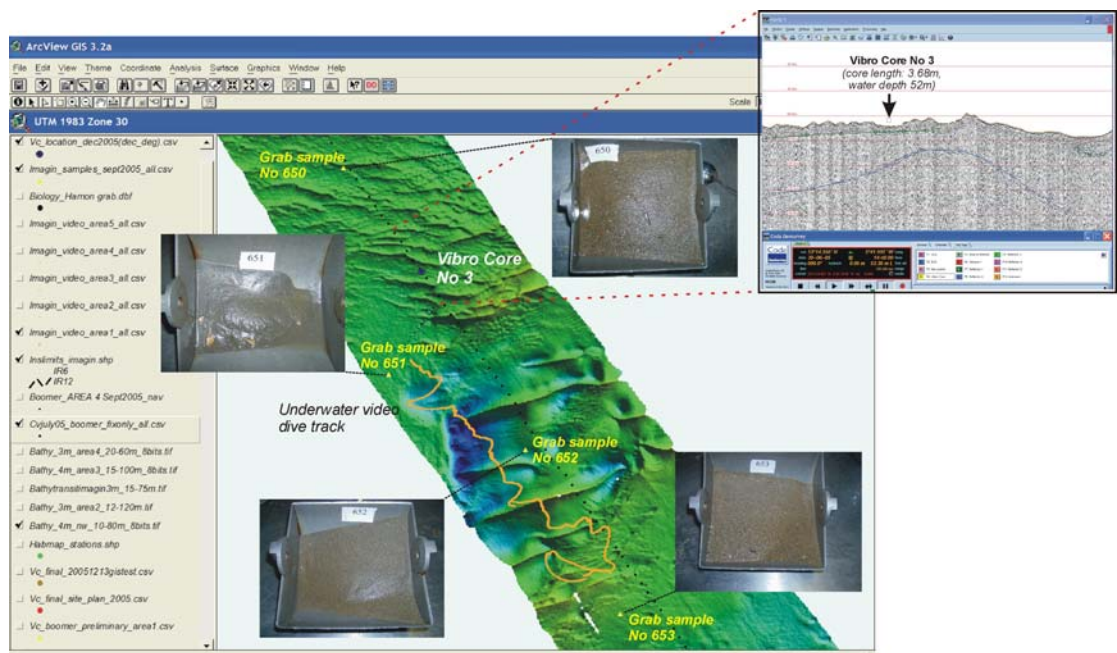 ArcView GIS 3.2a
File Edit View Theme Coordinate Analysis Surface Graphics Window Help
Scale
UTM 1983 Zone 30
Vc_location_dec2005(dec_deg).csv
Imagin_samples_sept2005_all.csv
Biology_Hamon grab.dbf
Imagin_video_area5_all.csv
Imagin_video_area4_all.csv
Imagin_video_area3_all.csv
Imagin_video_area2_all.csv
Imagin_video_area1_all.csv
Inslimits_imagin.shp
IR6
IR12
Boomer_AREA 4 Sept2005_nav
Cvjuly05_boomer_fixonly_all.csv
Bathy_3m_area4_20-60m_8bits.tif
Bathy_4m_area3_15-100m_8bits.tif
Bathytransitimagin3m_15-75m.tif
Bathy_3m_area2_12-120m.tif
Bathy_4m_nw_10-80m_8bits.tif
Habmap_stations.shp
Vc_final_20051213gistest.csv
Vc_final_site_plan_2005.csv
Vc_boomer_preliminary_area1.csv
Grab sample
No 650
650
651
Vibro Core
No 3
Grab sample
No 651
Underwater video
dive track
Grab sample
No 652
652
653
Grab sample
No 653
Vibro Core No 3
(core length: 3.68m,
water depth 52m)
Coda